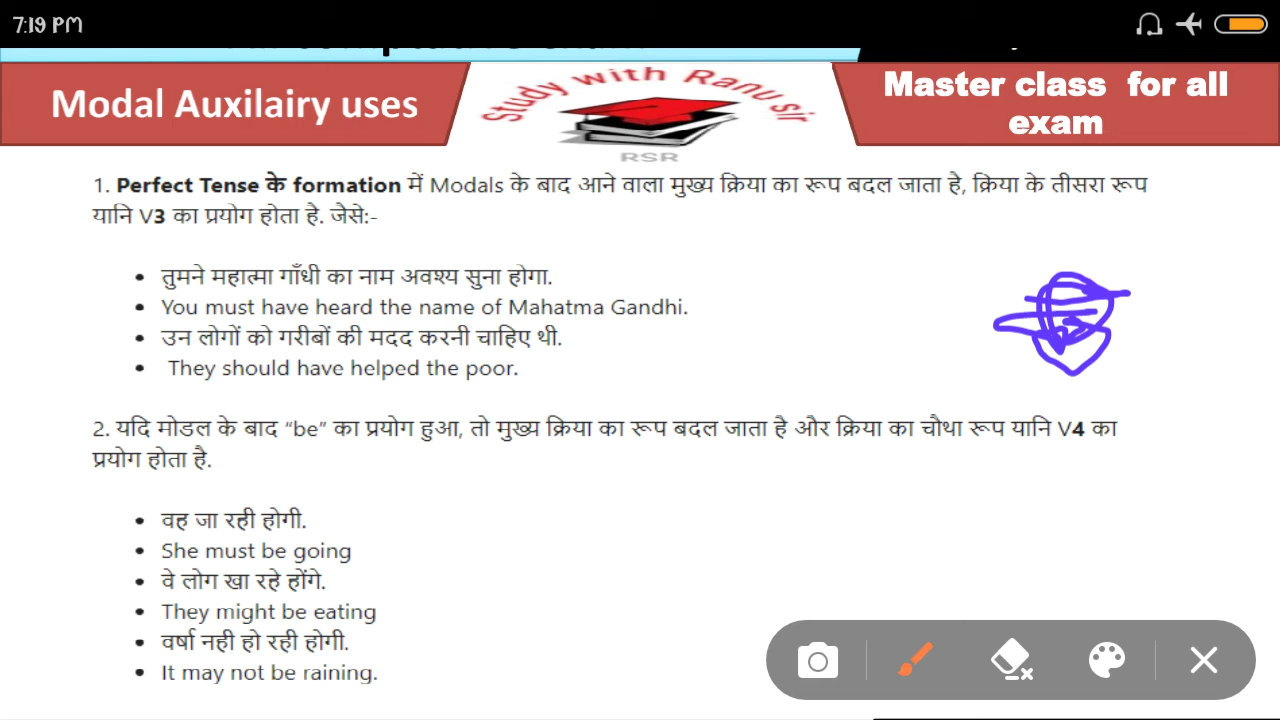 7:19 PM
Modal Auxilairy uses
Study with Ranu sir
RSR
Master class for all
exam
1. Perfect Tense के formation में Modals के बाद आने वाला मुख्य क्रिया का रूप बदल जाता है, क्रिया के तीसरा रूप
यानि V3 का प्रयोग होता है. जैसे:-
• तुमने महात्मा गाँधी का नाम अवश्य सुना होगा.
• You must have heard the name of Mahatma Gandhi.
• उन लोगों को गरीबों की मदद करनी चाहिए थी.
• They should have helped the poor.
2. यदि मोडल के बाद “be” का प्रयोग हुआ, तो मुख्य क्रिया का रूप बदल जाता है और क्रिया का चौथा रूप यानि V4 का
प्रयोग होता है.
• वह जा रही होगी.
• She must be going
• वे लोग खा रहे होंगे.
• They might be eating
• वर्षा नही हो रही होगी.
• It may not be raining.